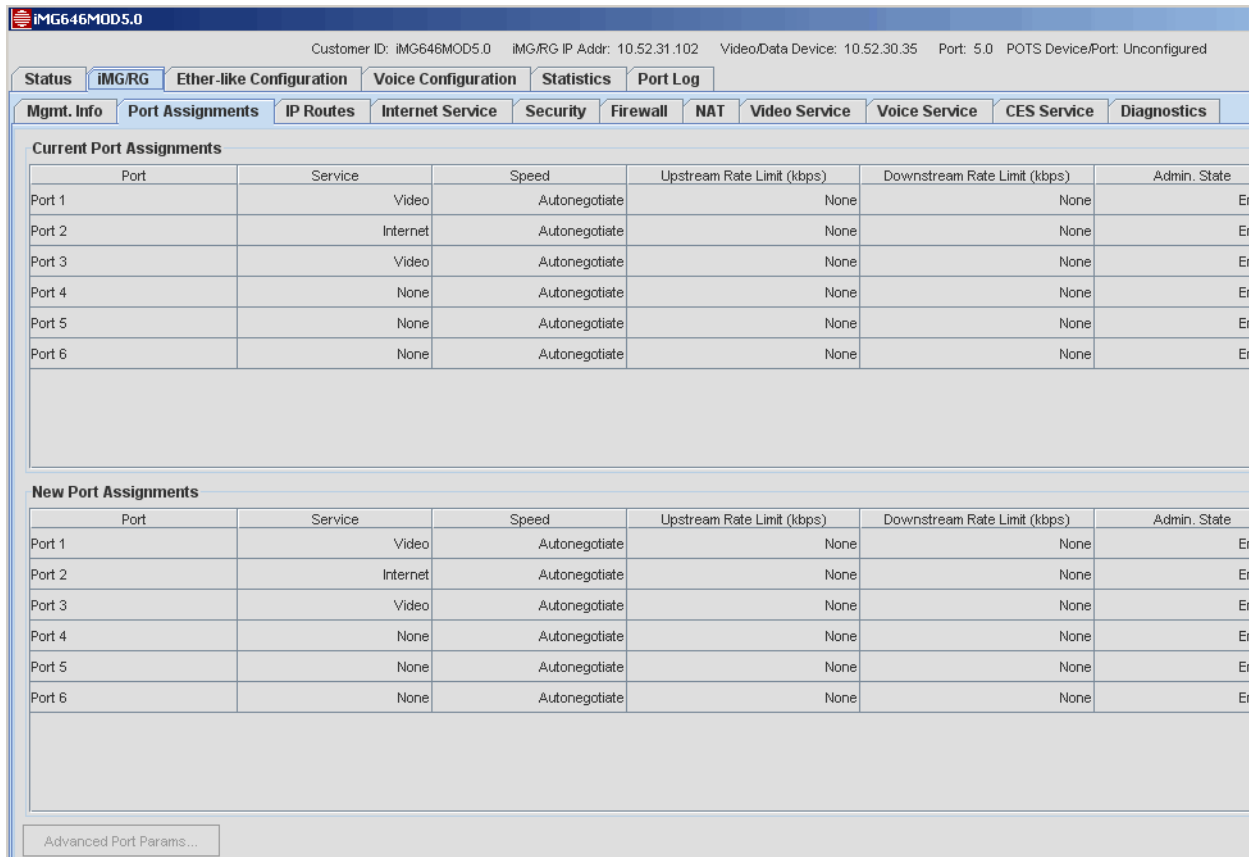 iMG646MOD5.0
Customer ID: iMG646MOD5.0 iMG/RG IP Addr: 10.52.31.102 Video/Data Device: 10.52.30.35 Port: 5.0 POTS Device/Port: Unconfigured
Status iMG/RG Ether-like Configuration Voice Configuration Statistics Port Log
Mgmt. Info Port Assignments IP Routes Internet Service Security Firewall NAT Video Service Voice Service CES Service Diagnostics
Current Port Assignments
Port Service Speed Upstream Rate Limit (kbps) Downstream Rate Limit (kbps) Admin. State
Port 1 Video Autonegotiate None None
Port 2 Internet Autonegotiate None None
Port 3 Video Autonegotiate None None
Port 4 None Autonegotiate None None
Port 5 None Autonegotiate None None
Port 6 None Autonegotiate None None
New Port Assignments
Port Service Speed Upstream Rate Limit (kbps) Downstream Rate Limit (kbps) Admin. State
Port 1 Video Autonegotiate None None
Port 2 Internet Autonegotiate None None
Port 3 Video Autonegotiate None None
Port 4 None Autonegotiate None None
Port 5 None Autonegotiate None None
Port 6 None Autonegotiate None None
Advanced Port Params...